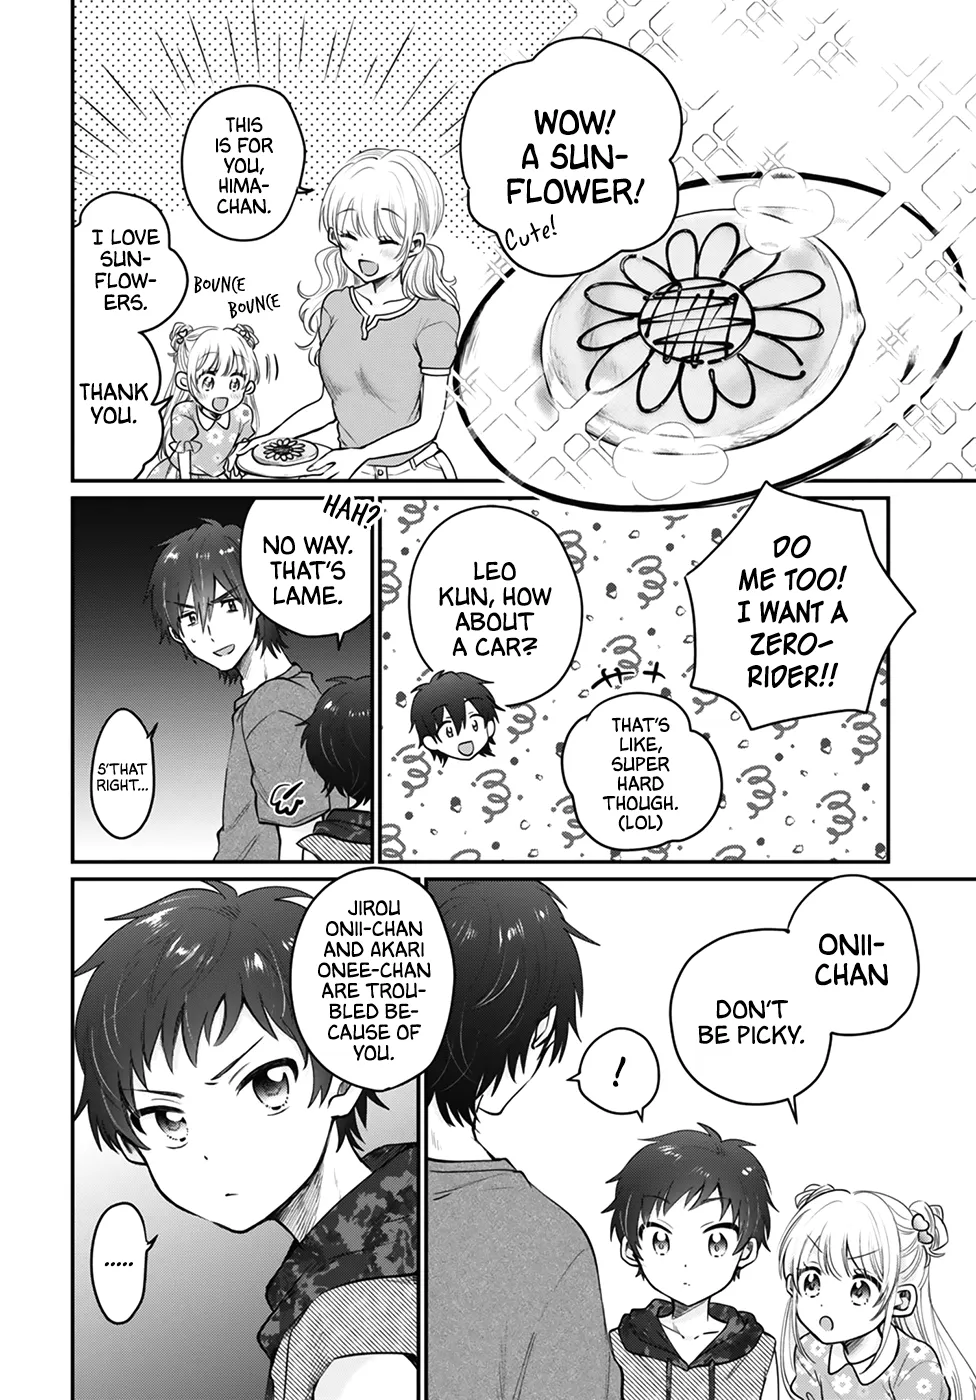 WOW!
A SUN-
FLOWER!
Cute!
THIS
IS FOR
YOU,
HIMA-
CHAN.
I LOVE
SUN-
FLOW-
ERS.
BOUNCE
BOUNCE
THANK
YOU.
DO
ME TOO!
I WANT A
ZERO-
RIDER!!
THAT'S
LIKE,
SUPER
HARD
THOUGH.
(LOL)
LEO
KUN, HOW
ABOUT
A CAR?
HAH?
NO WAY.
THAT'S
LAME.
S'THAT
RIGHT...
ONII-
CHAN
DON'T
BE PICKY.
!
JIROU
ONII-CHAN
AND AKARI
ONEE-CHAN
ARE TROU-
BLED BE-
CAUSE OF
YOU.
......